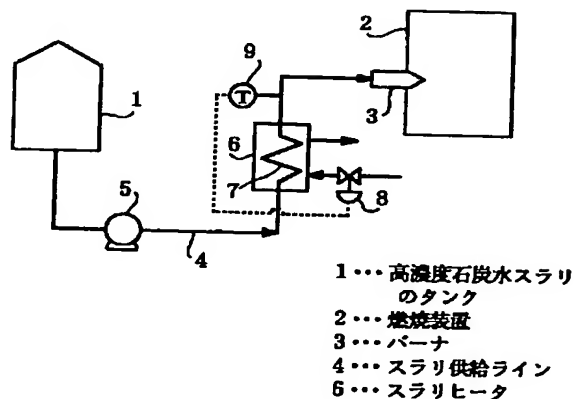 2
9
T
1
3
6
7
8
5
4
1… 高濃度石炭水スラリ
のタンク
2… 燃焼装置
3… バーナ
4… スラリ供給ライン
6… スラリヒータ